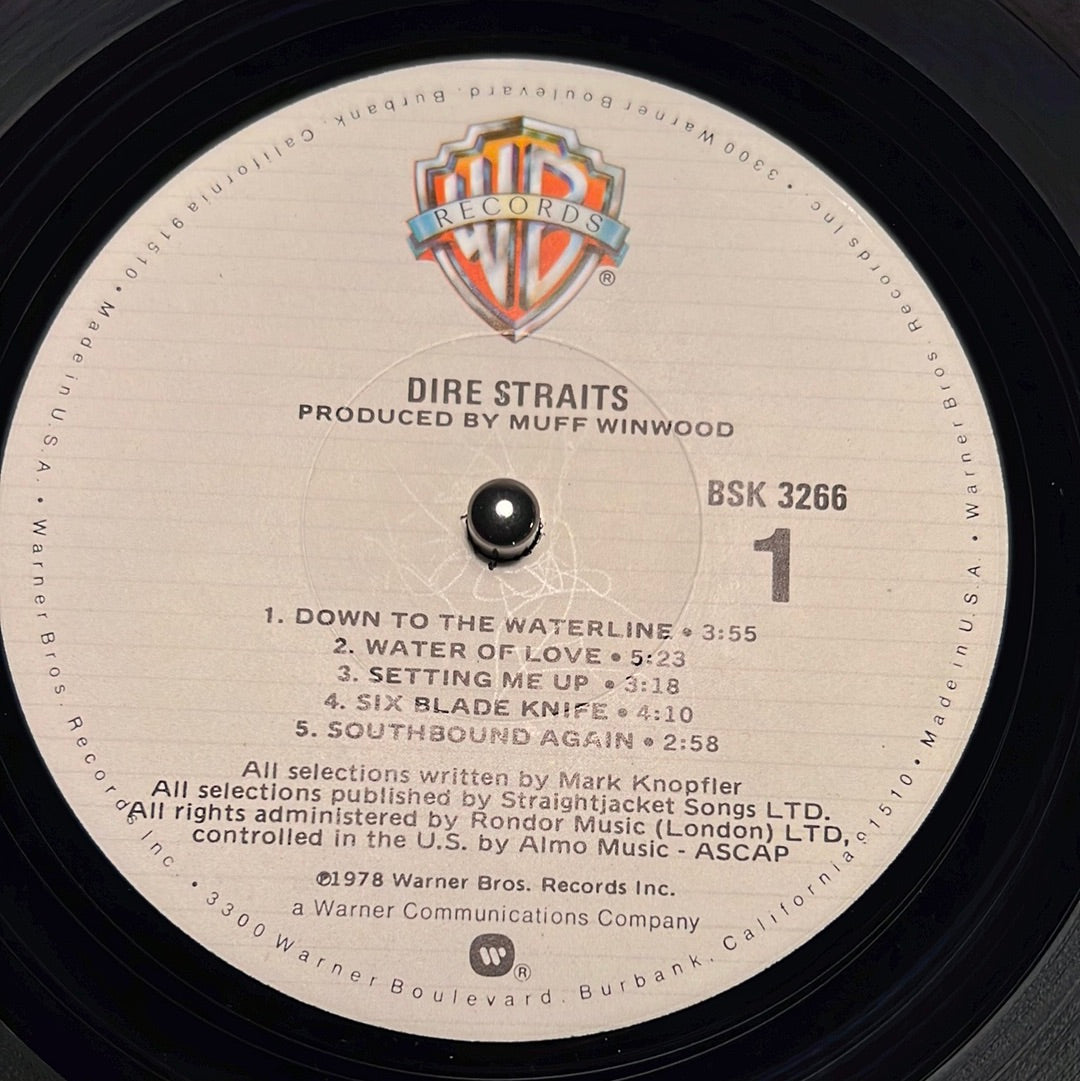 WB
RECORDS
®
DIRE STRAITS
PRODUCED BY MUFF WINWOOD
BSK 3266
1
1. DOWN TO THE WATERLINE • 3:55
2. WATER OF LOVE • 5:23
3. SETTING ME UP • 3:18
4. SIX BLADE KNIFE • 4:10
5. SOUTHBOUND AGAIN • 2:58
All selections written by Mark Knopfler
All selections published by Straightjacket Songs LTD.
All rights administered by Rondor Music (London) LTD,
controlled in the U.S. by Almo Music - ASCAP
℗1978 Warner Bros. Records Inc.
a Warner Communications Company
®
Warner Bros. Records Inc. • 3300 Warner Boulevard. Burbank. California 91510 • Made in U.S.A. • Warner Bros. Records Inc. • 3300 Warner Boulevard. Burbank. California 91510 • Made in U.S.A. •